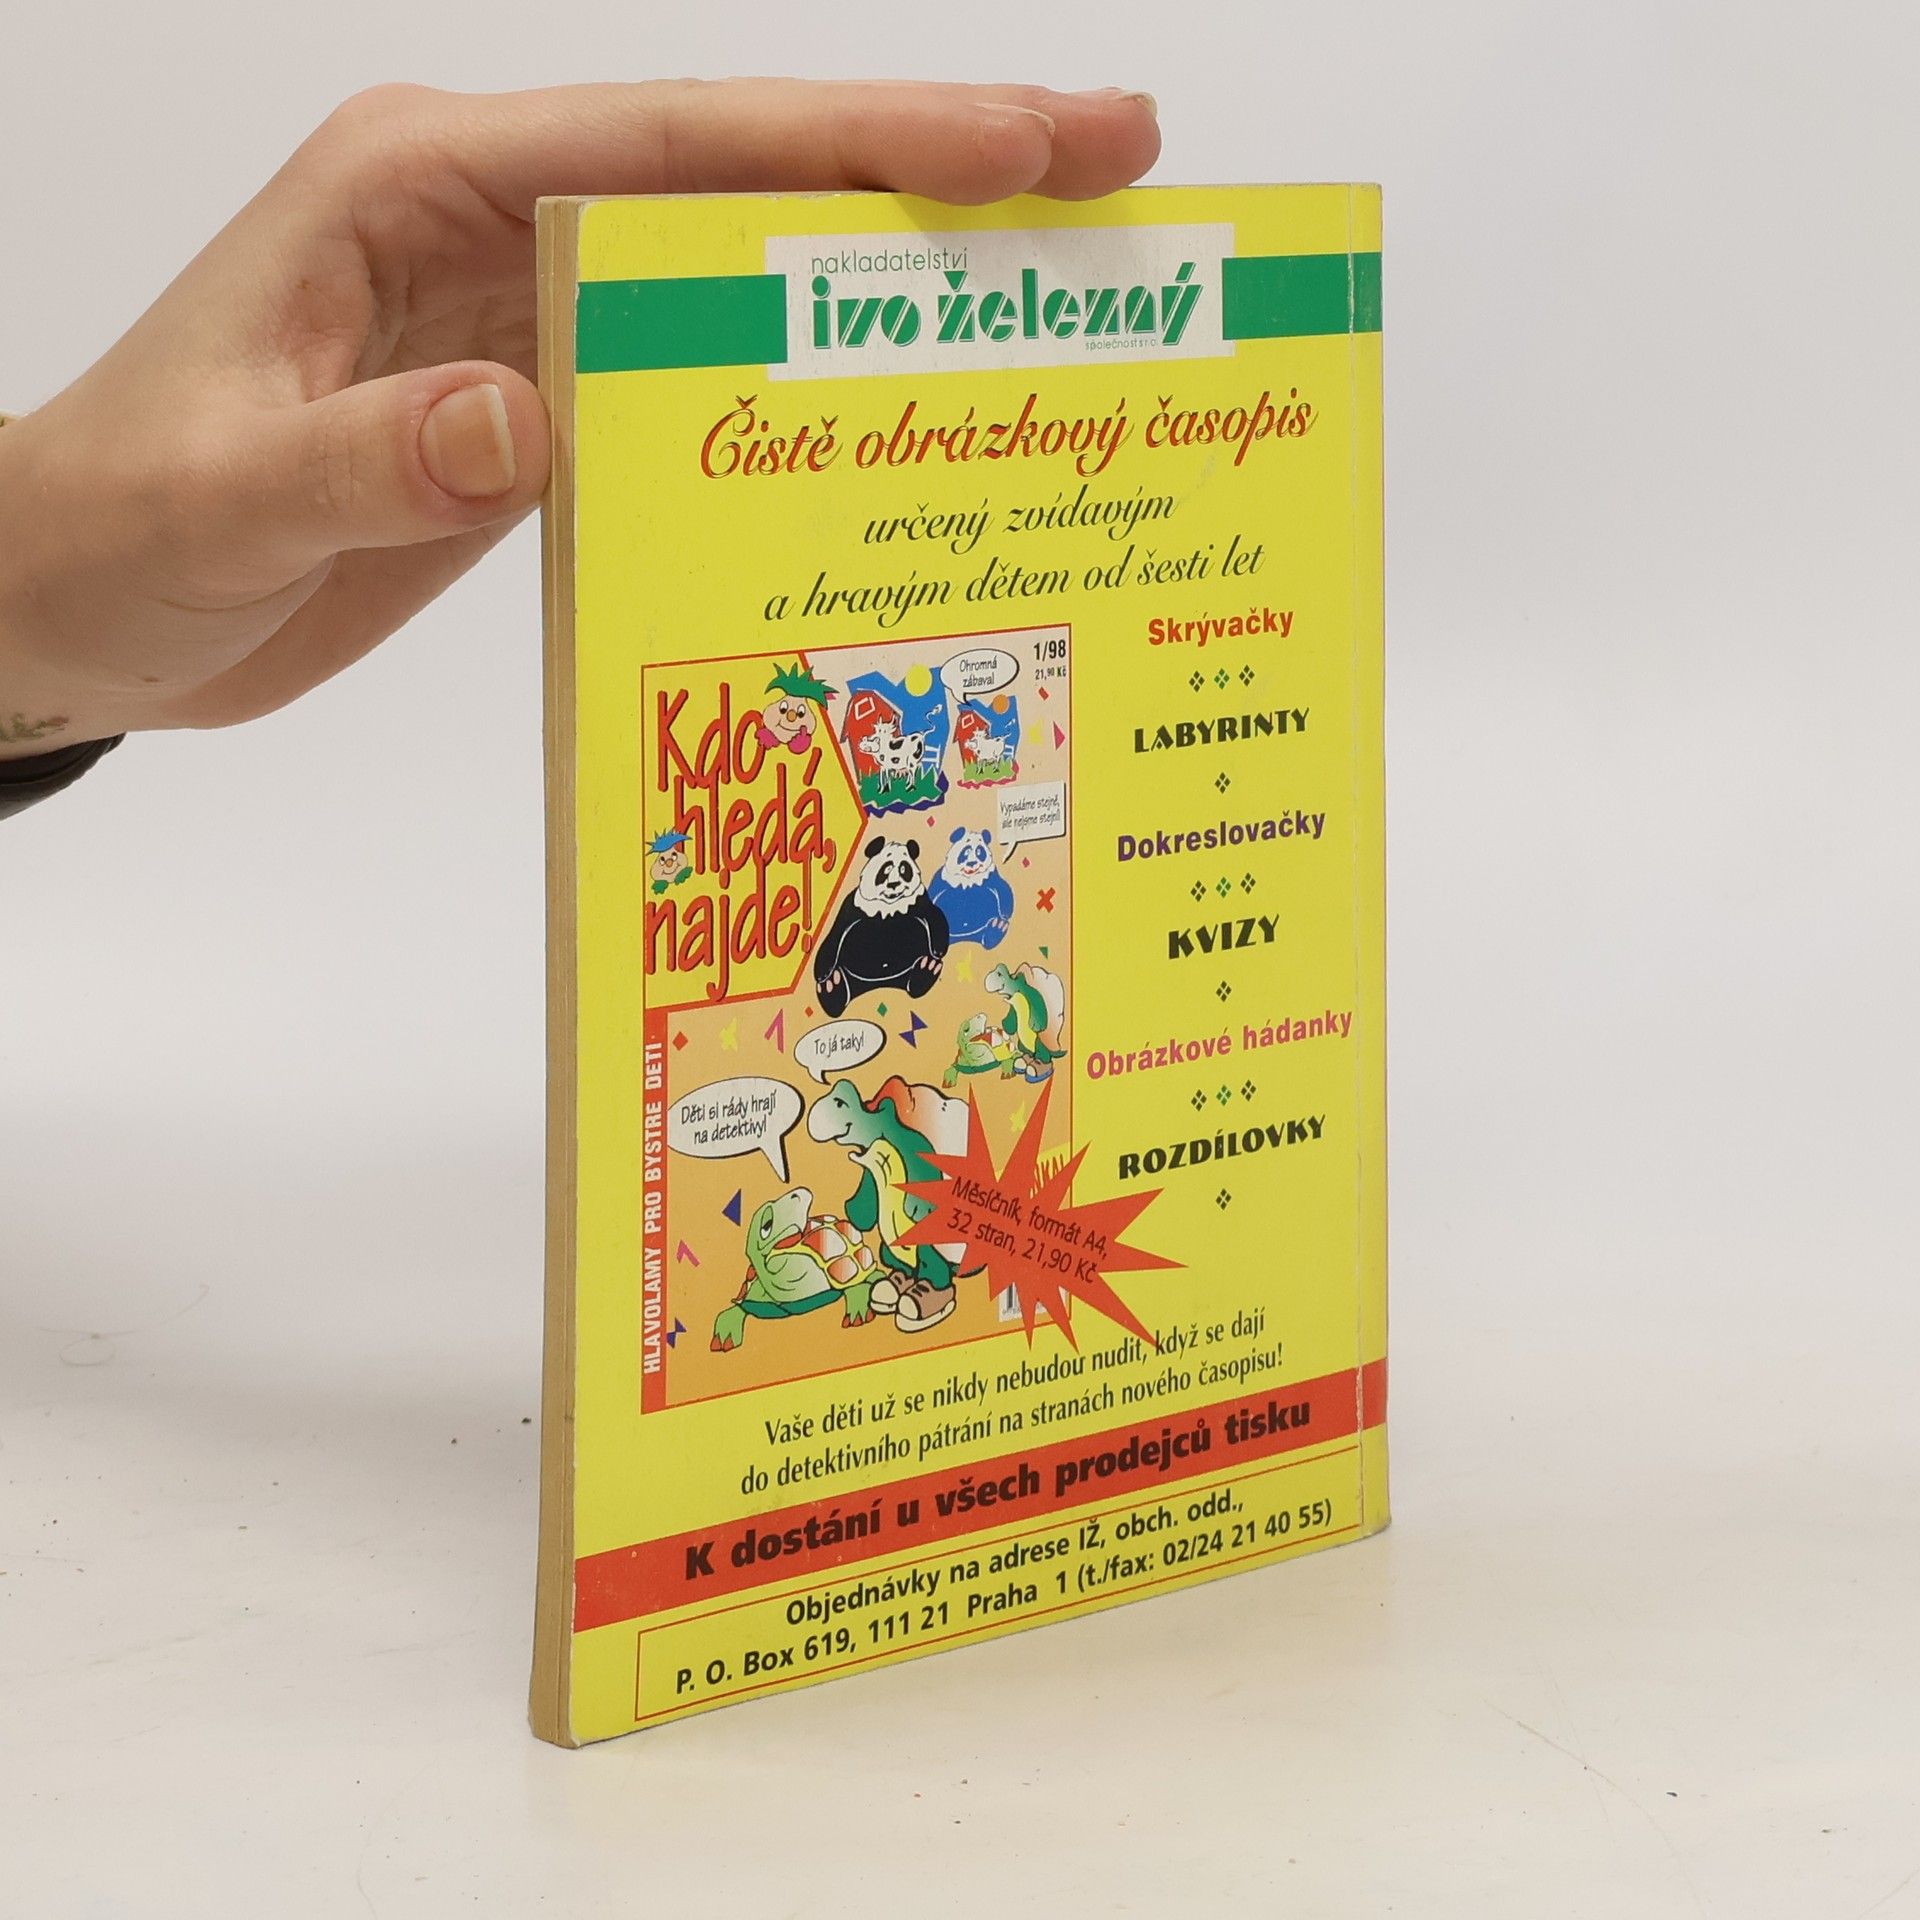 nakladatelství
ivo železný
společnost s r.o.
Čistě obrázkový časopis
určený zvídavým
a hravým dětem od šesti let
1/98
21,90 Kč
Kdo
hledá,
najde!
Ohromná
zábava!
Vypadáme stejně,
ale nejsme stejní!
To já taky!
Děti si rády hrají
na detektivy!
HLAVOLAMY PRO BYSTRÉ DĚTI
Měsíčník, formát A4,
32 stran, 21,90 Kč
Skrývačky
LABYRINTY
Dokreslovačky
KVIZY
Obrázkové hádanky
ROZDÍLOVKY
Vaše děti už se nikdy nebudou nudit, když se dají
do detektivního pátrání na stranách nového časopisu!
K dostání u všech prodejců tisku
Objednávky na adrese IŽ, obch. odd.,
P. O. Box 619, 111 21 Praha 1 (t./fax: 02/24 21 40 55)